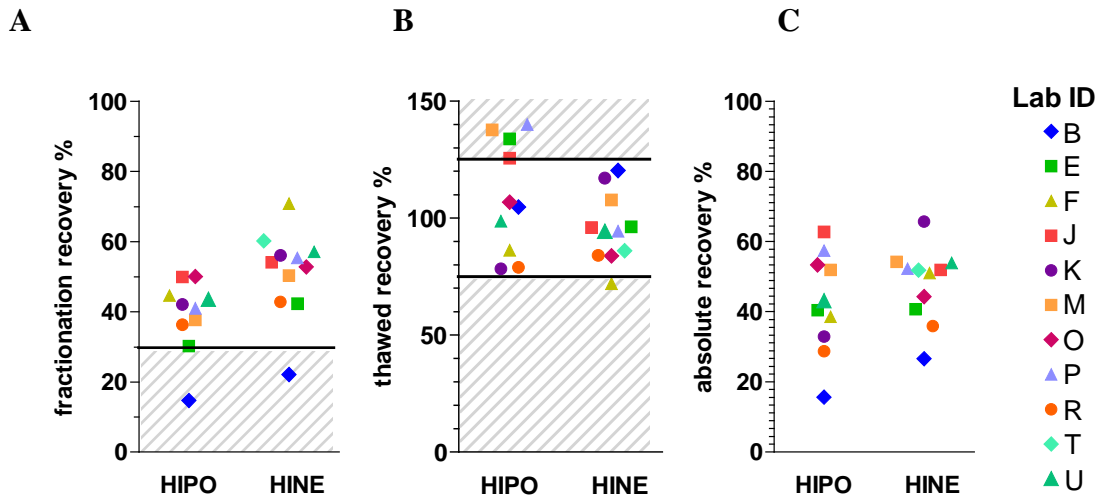 A
B
C
fractionation recovery %
100
80
60
40
20
0
HIPO
HINE
thawed recovery %
150
100
50
0
HIPO
HINE
absolute recovery %
100
80
60
40
20
0
HIPO
HINE
Lab ID
B
E
F
J
K
M
O
P
R
T
U